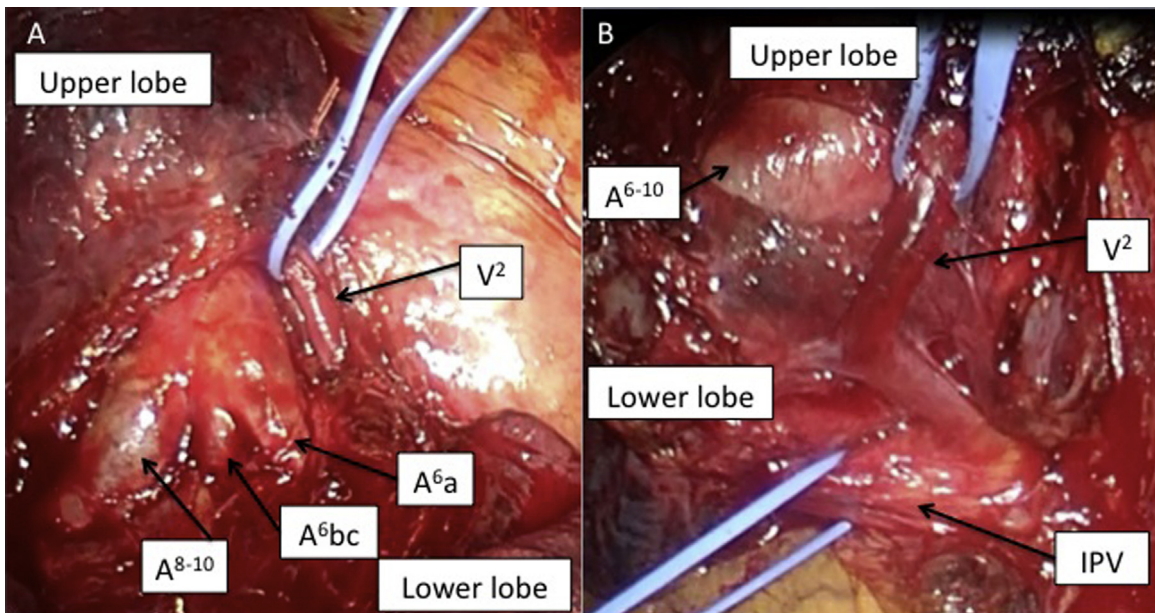 A
Upper lobe
V²
A⁶a
A⁶bc
A⁸⁻¹⁰
Lower lobe
B
Upper lobe
A⁶⁻¹⁰
V²
Lower lobe
IPV